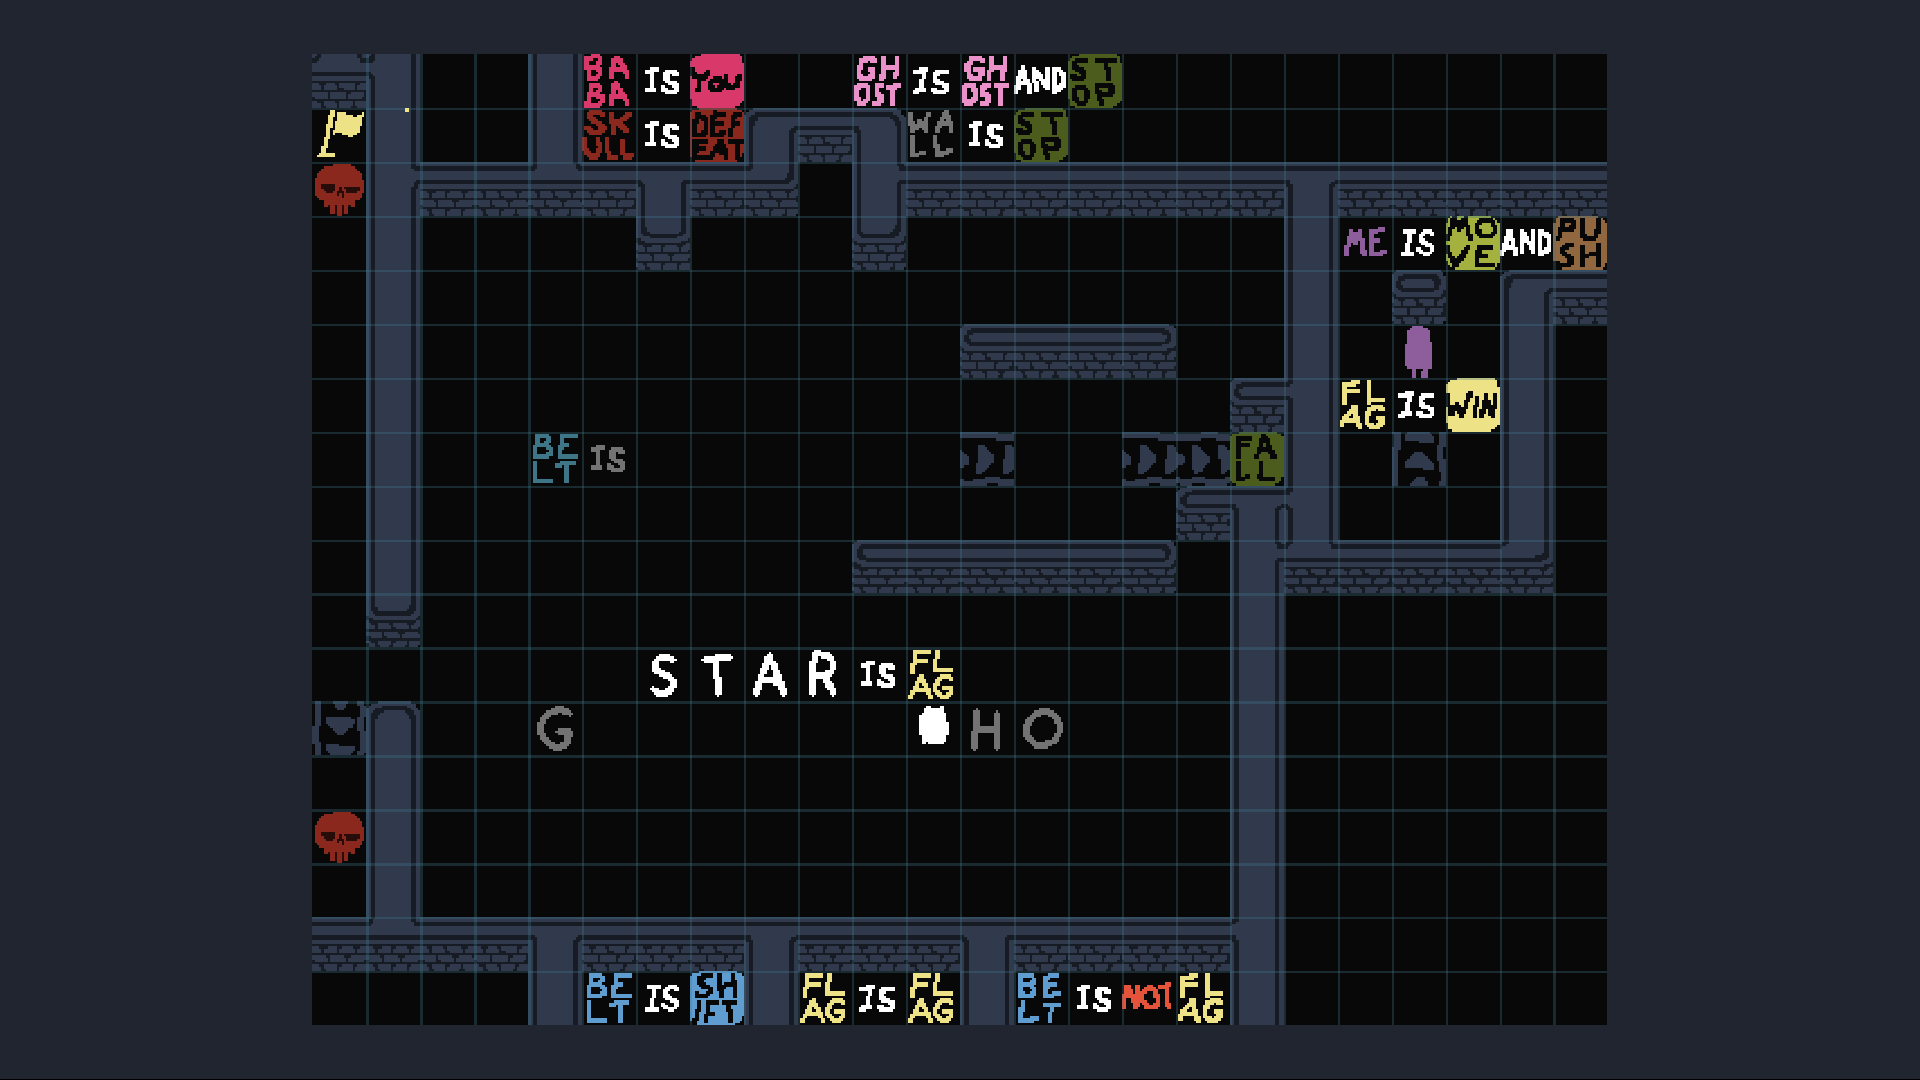 BABA IS YOU GHOST IS GHOST AND STOP
SKULL IS DEFEAT WALL IS STOP
ME IS MOVE AND PUSH
FLAG IS WIN
BELT IS FALL
STAR IS FLAG
G HO
BELT IS SHIFT FLAG IS FLAG BELT IS NOT FLAG